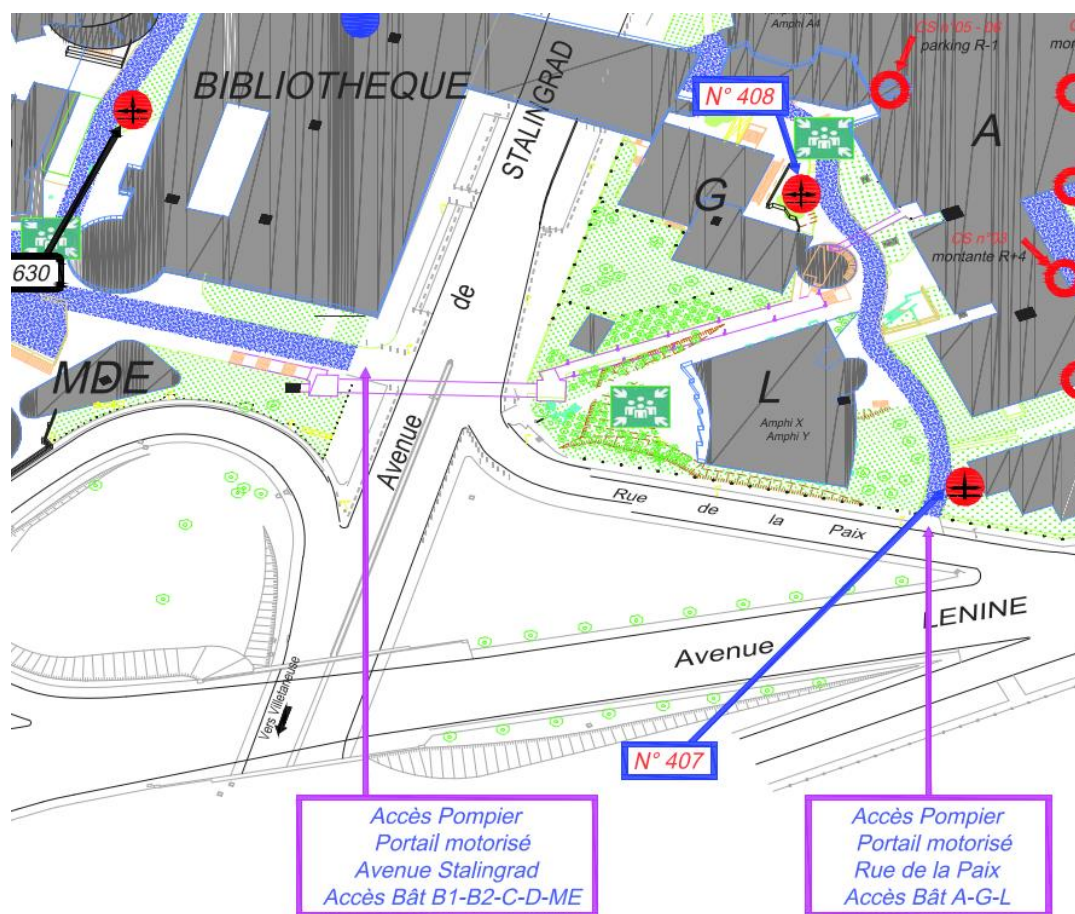 Amphi A4
CS n°05 - 06
parking R-1
BIBLIOTHEQUE
STALINGRAD
de
Avenue
N° 408
A
G
CS n°03
montante R+4
630
MDE
L
Amphi X
Amphi Y
Rue de la Paix
LENINE
Avenue
Vers Villetaneuse
N° 407
Accès Pompier
Portail motorisé
Avenue Stalingrad
Accès Bât B1-B2-C-D-ME
Accès Pompier
Portail motorisé
Rue de la Paix
Accès Bât A-G-L